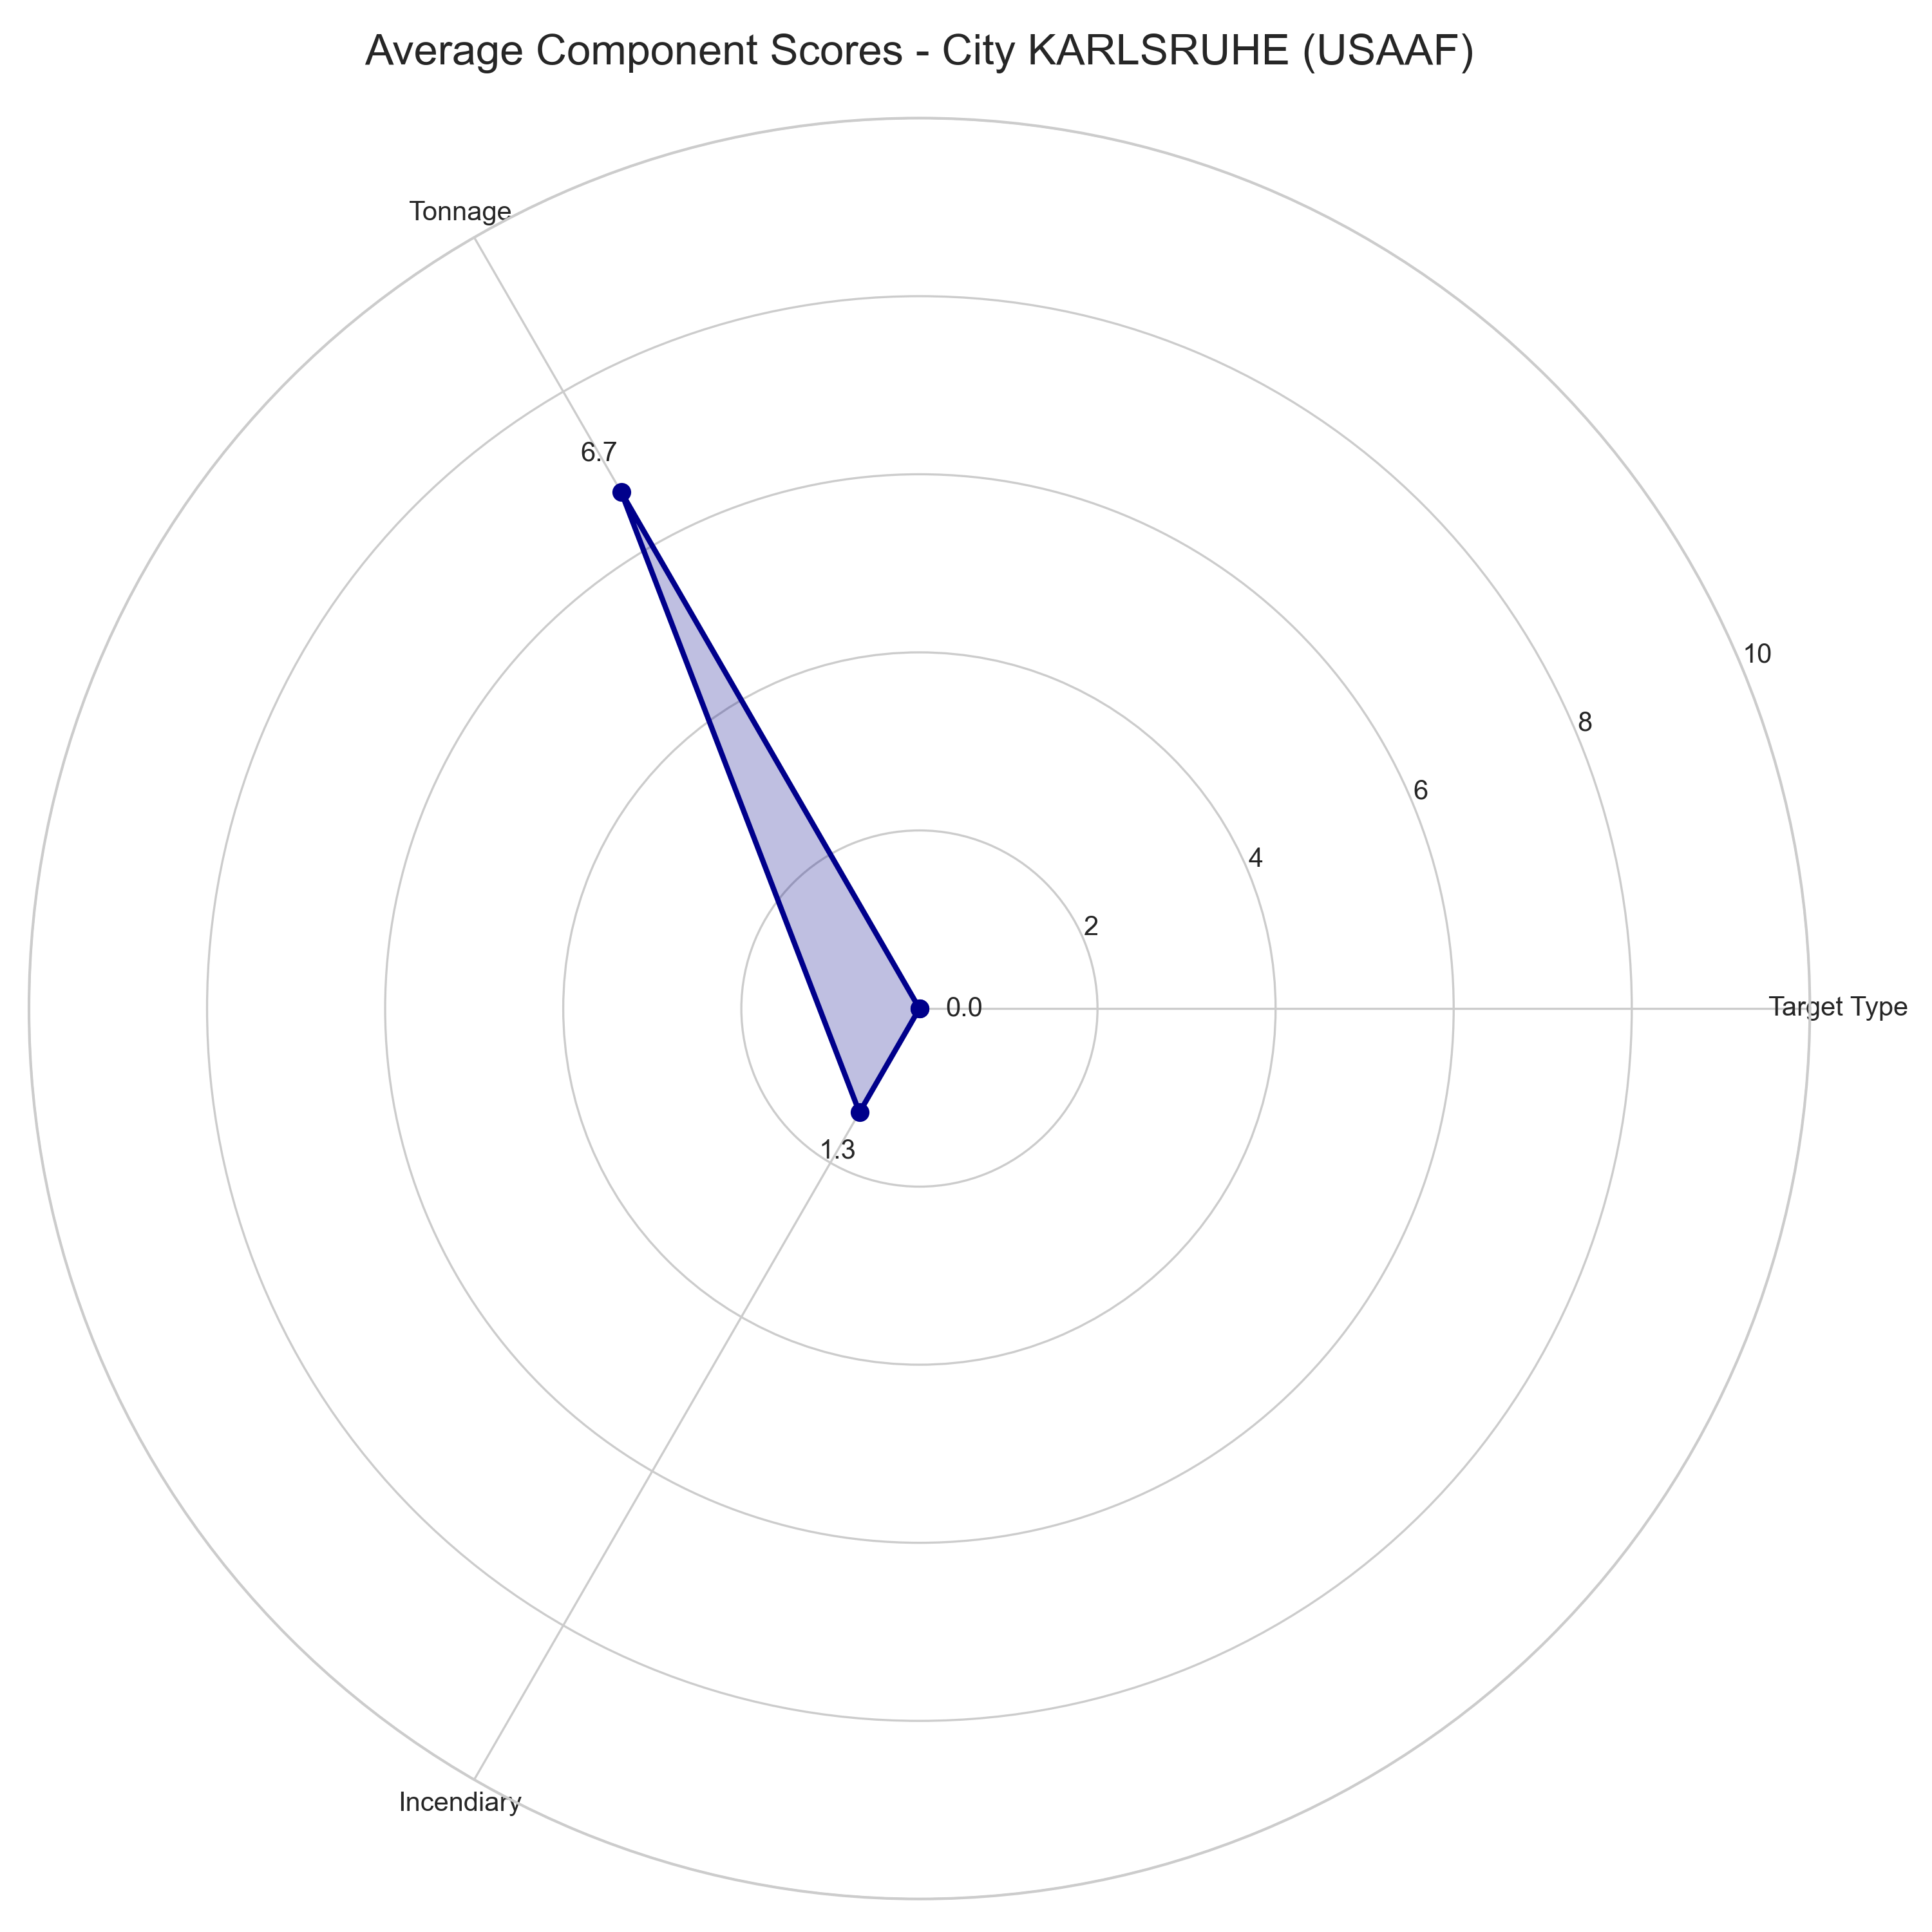 Average Component Scores - City KARLSRUHE (USAAF)
Tonnage
6.7
10
8
6
4
2
0.0
Target Type
1.3
Incendiary